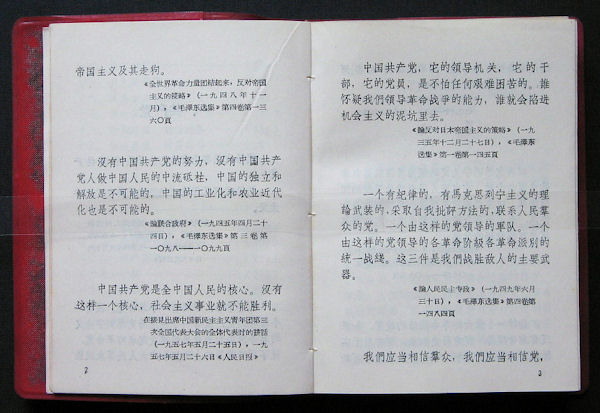 帝国主义及其走狗。
《全世界革命力量团結起来，反对帝国
主义的侵略》（一九四八年十一
月），《毛澤东选集》第四卷第一三
六〇頁
沒有中国共产党的努力，沒有中国共产
党人做中国人民的中流砥柱，中国的独立和
解放是不可能的，中国的工业化和农业近代
化也是不可能的。
《論联合政府》（一九四五年四月二十
四日），《毛澤东选集》第三卷第
一〇九八——一〇九九頁
中国共产党是全中国人民的核心。沒有
这样一个核心，社会主义事业就不能胜利。
在接見出席中国新民主主义青年团第三
次全国代表大会的全体代表时的講話
（一九五七年五月二十五日），一九
五七年五月二十六日《人民日报》
2
中国共产党，它的領导机关，它的干
部，它的党員，是不怕任何艰难困苦的。誰
怀疑我們領导革命战爭的能力，誰就会陷进
机会主义的泥坑里去。
《論反对日本帝国主义的策略》（一九
三五年十二月二十七日），《毛澤东
选集》第一卷第一四五頁
一个有紀律的，有馬克思列宁主义的理
論武装的，采取自我批評方法的，联系人民羣众
的党。一个由这样的党領导的軍队。一个
由这样的党領导的各革命阶級各革命派別的
統一战綫。这三件是我們战胜敌人的主要武
器。
《論人民民主专政》（一九四九年六月
三十日），《毛澤东选集》第四卷第
一四八四頁
我們应当相信羣众，我們应当相信党，
3